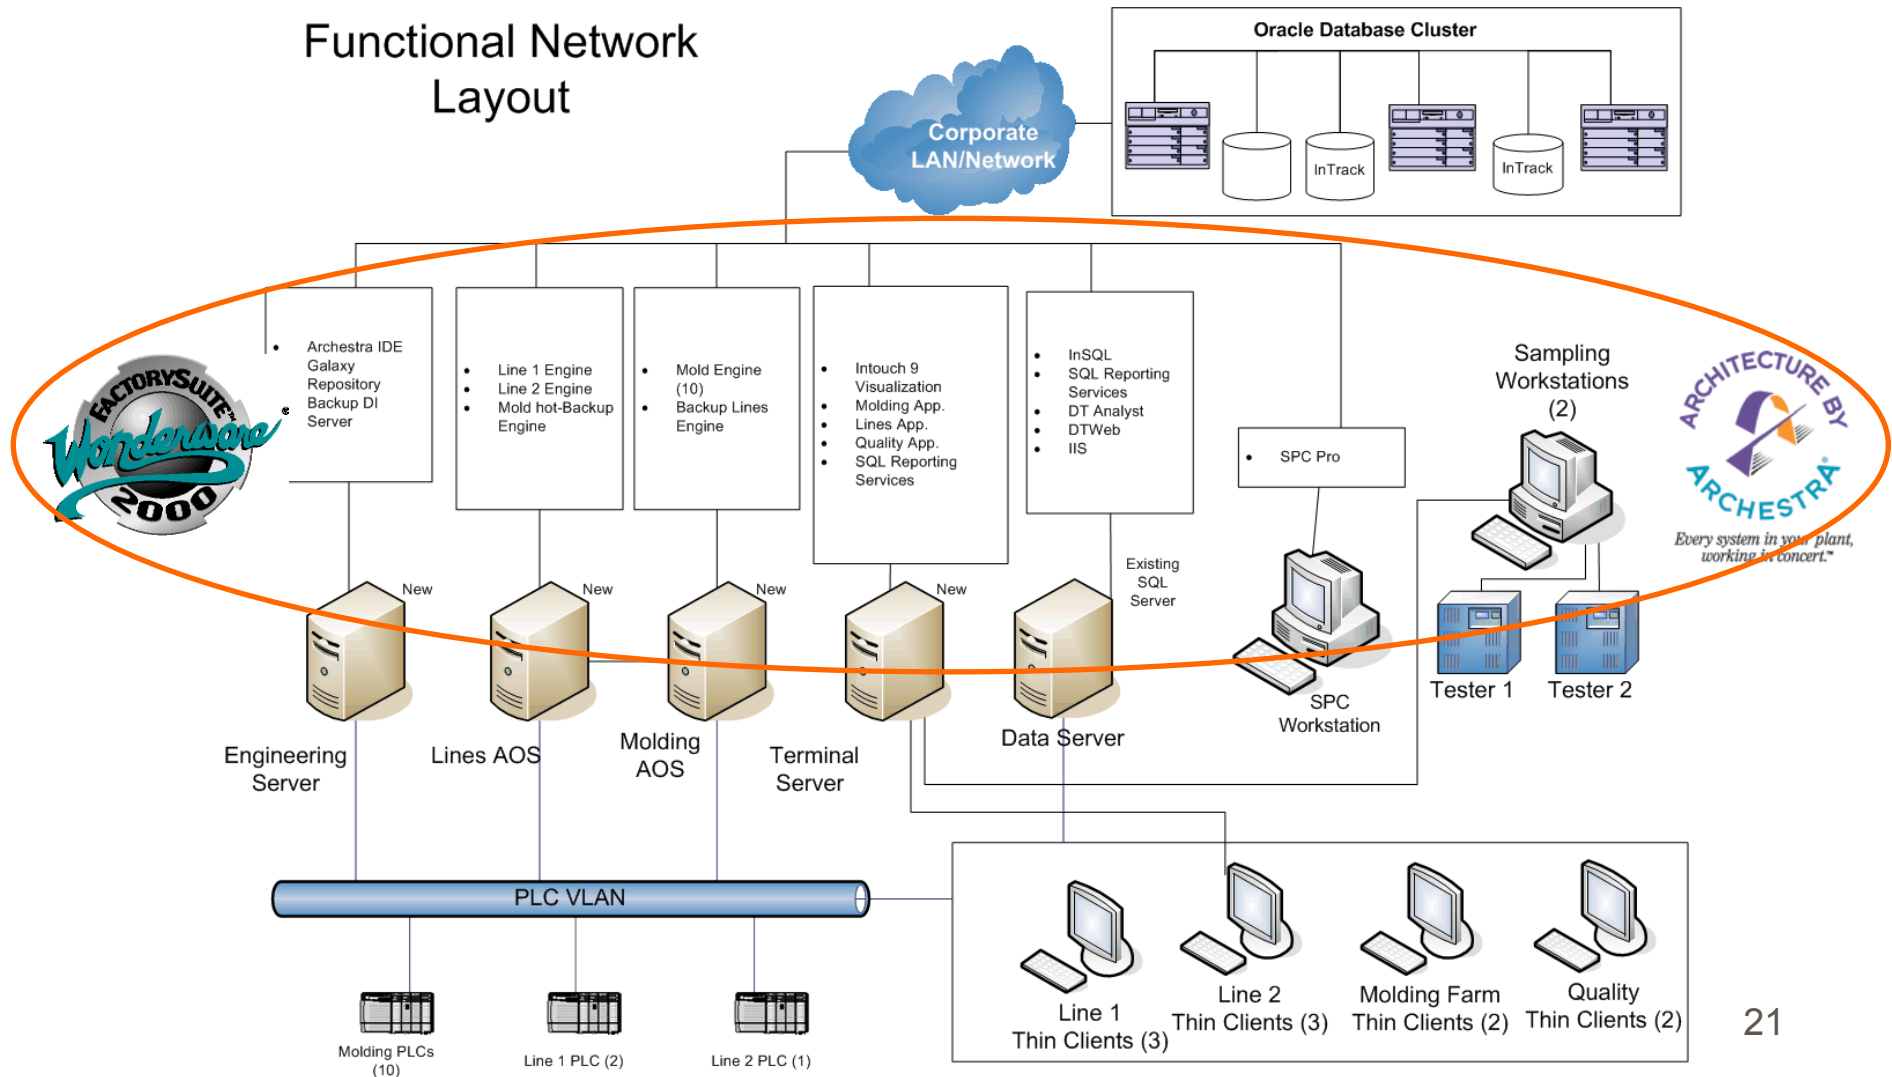 Functional Network
Layout
Oracle Database Cluster
Corporate
LAN/Network
InTrack
InTrack
Archestra IDE
Galaxy
Repository
Backup DI
Server
Line 1 Engine
Line 2 Engine
Mold hot-Backup
Engine
Mold Engine
(10)
Backup Lines
Engine
Intouch 9
Visualization
Molding App.
Lines App.
Quality App.
SQL Reporting
Services
InSQL
SQL Reporting
Services
DT Analyst
DTWeb
IIS
SPC Pro
Sampling
Workstations
(2)
FACTORYSUITE™
Wonderware
2000
ARCHITECTURE BY
ARCHESTRA®
Every system in your plant,
working in concert.™
New
New
New
New
Existing
SQL
Server
Engineering
Server
Lines AOS
Molding
AOS
Terminal
Server
Data Server
SPC
Workstation
Tester 1
Tester 2
PLC VLAN
Molding PLCs
(10)
Line 1 PLC (2)
Line 2 PLC (1)
Line 1
Thin Clients (3)
Line 2
Thin Clients (3)
Molding Farm
Thin Clients (2)
Quality
Thin Clients (2)
21